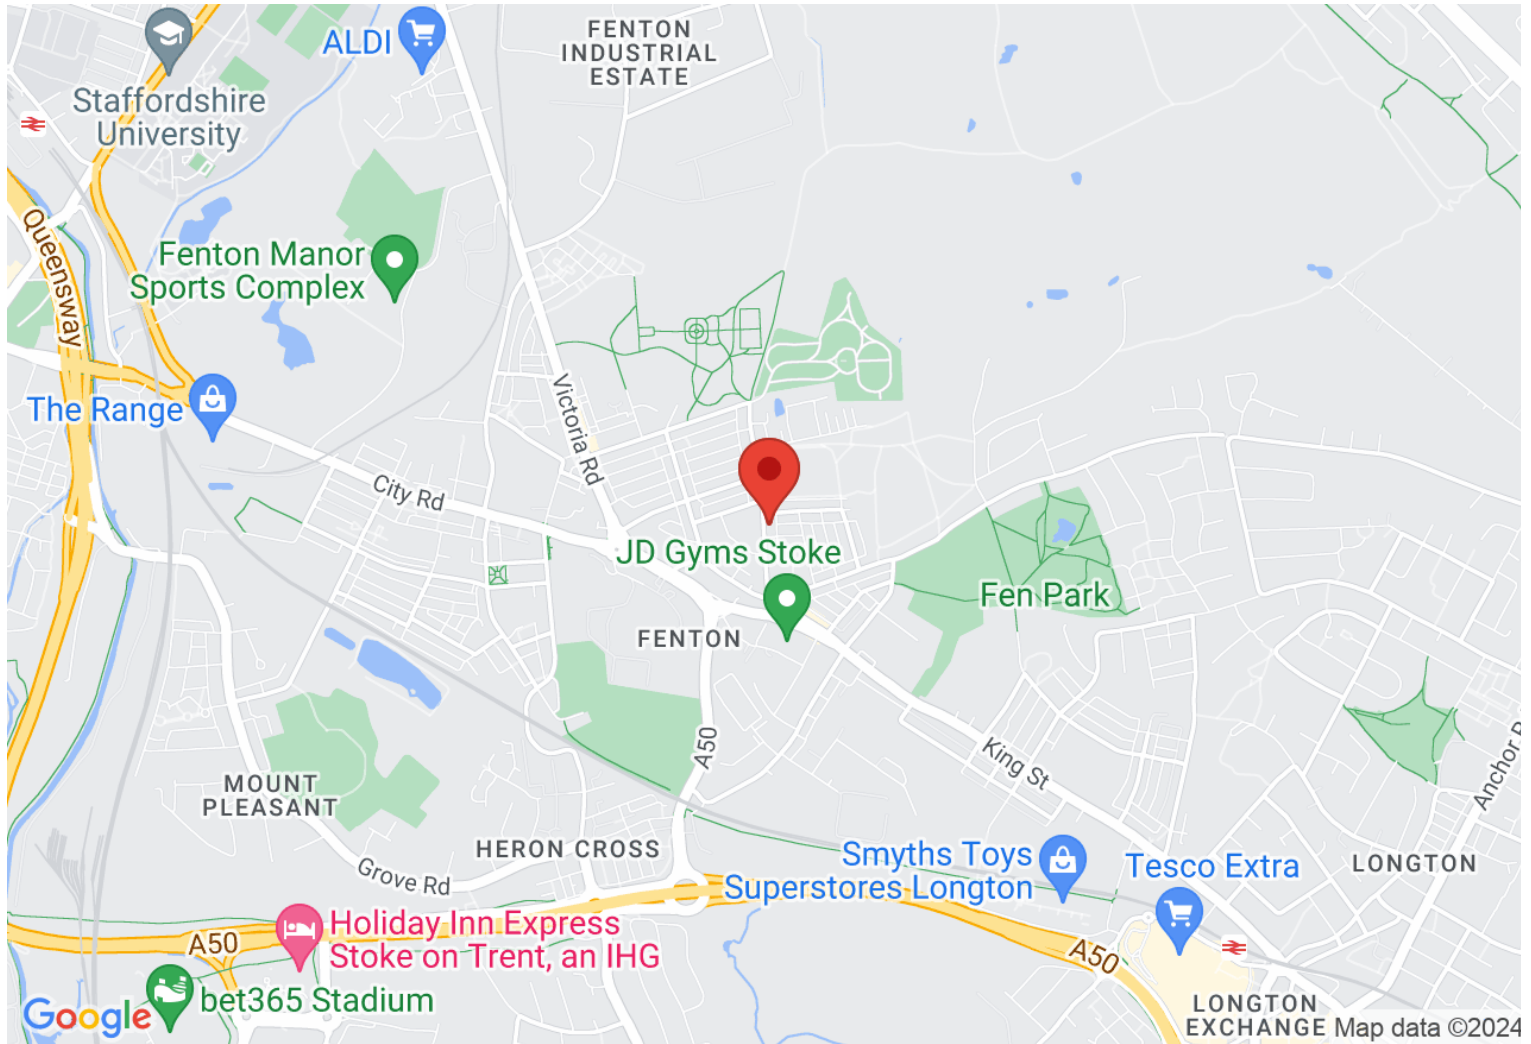 FENTON
INDUSTRIAL
ESTATE
ALDI
Staffordshire
University
Queensway
Fenton Manor
Sports Complex
The Range
Victoria Rd
City Rd
JD Gyms Stoke
Fen Park
FENTON
A50
King St
MOUNT
PLEASANT
HERON CROSS
Grove Rd
Smyths Toys
Superstores Longton
Tesco Extra
LONGTON
Anchor R
Holiday Inn Express
Stoke on Trent, an IHG
A50
A50
bet365 Stadium
Google
LONGTON
EXCHANGE
Map data ©2024